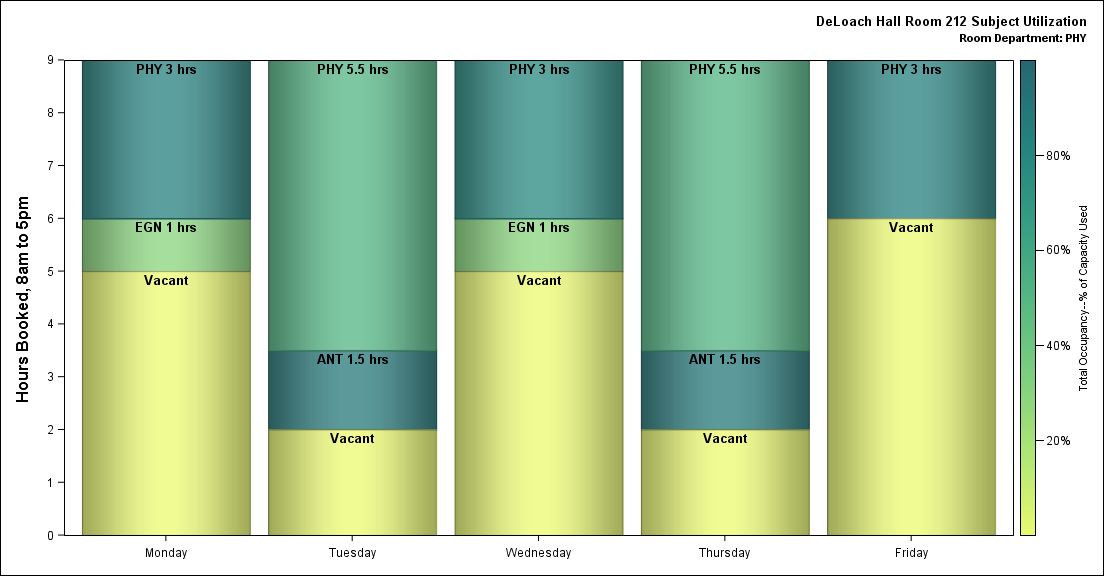 DeLoach Hall Room 212 Subject Utilization
Room Department: PHY
Hours Booked, 8am to 5pm
9
8
7
6
5
4
3
2
1
0
PHY 3 hrs
EGN 1 hrs
Vacant
PHY 5.5 hrs
ANT 1.5 hrs
Vacant
PHY 3 hrs
EGN 1 hrs
Vacant
PHY 5.5 hrs
ANT 1.5 hrs
Vacant
PHY 3 hrs
Vacant
Monday
Tuesday
Wednesday
Thursday
Friday
80%
60%
40%
20%
Total Occupancy--% of Capacity Used